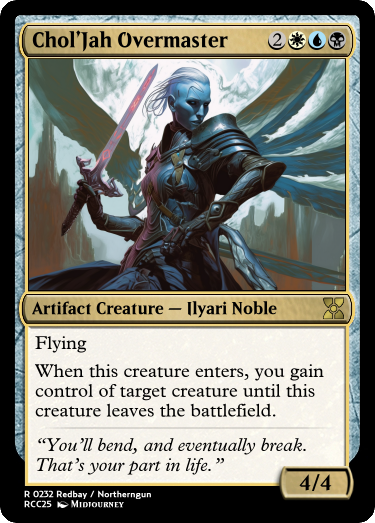 Chol'Jah Overmaster 2
Artifact Creature — Ilyari Noble
Flying
When this creature enters, you gain
control of target creature until this
creature leaves the battlefield.
“You'll bend, and eventually break.
That's your part in life.”
4/4
R 0232 Redbay / Northerngun
RCC25 Midjourney